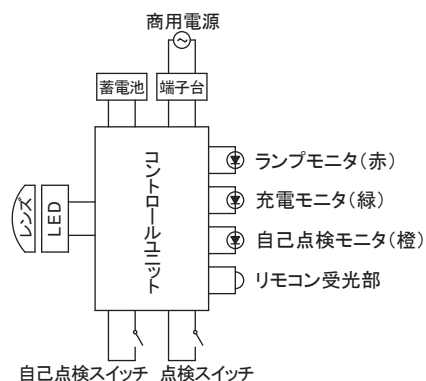 商用電源
蓄電池
端子台
コントロールユニット
レンズ
LED
ランプモニタ(赤)
充電モニタ(緑)
自己点検モニタ(橙)
リモコン受光部
自己点検スイッチ
点検スイッチ